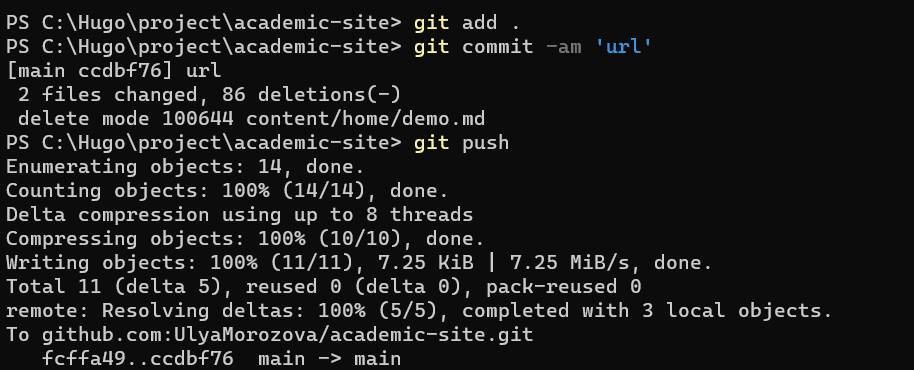 PS C:\Hugo\project\academic-site> git add .
PS C:\Hugo\project\academic-site> git commit -am 'url'
[main ccdbf76] url
 2 files changed, 86 deletions(-)
 delete mode 100644 content/home/demo.md
PS C:\Hugo\project\academic-site> git push
Enumerating objects: 14, done.
Counting objects: 100% (14/14), done.
Delta compression using up to 8 threads
Compressing objects: 100% (10/10), done.
Writing objects: 100% (11/11), 7.25 KiB | 7.25 MiB/s, done.
Total 11 (delta 5), reused 0 (delta 0), pack-reused 0
remote: Resolving deltas: 100% (5/5), completed with 3 local objects.
To github.com:UlyaMorozova/academic-site.git
   fcffa49..ccdbf76  main -> main